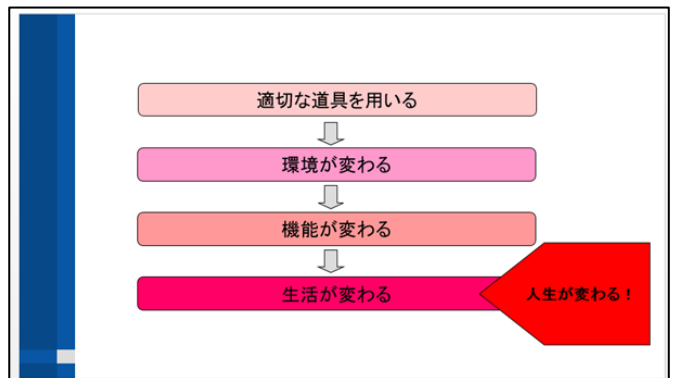 適切な道具を用いる
環境が変わる
機能が変わる
生活が変わる
人生が変わる！